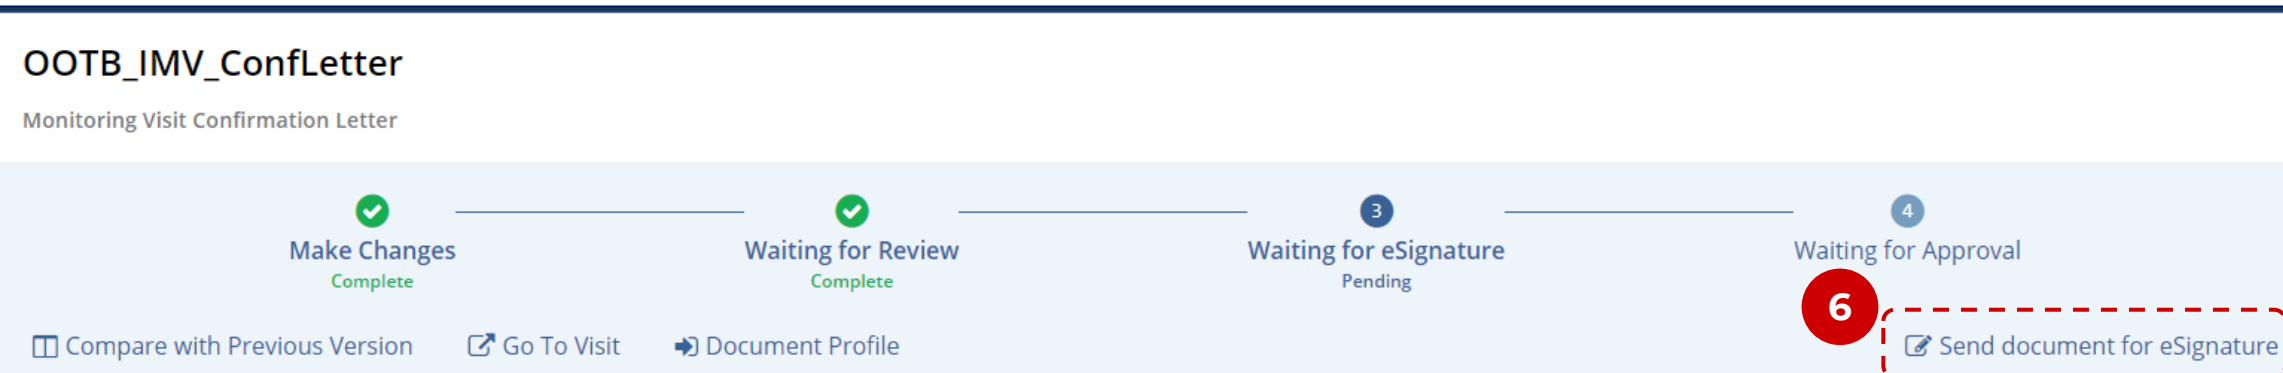 OOTB_IMV_ConfLetter
Monitoring Visit Confirmation Letter
3
4
Make Changes
Waiting for Review
Waiting for eSignature
Waiting for Approval
Complete
Complete
Pending
6
Compare with Previous Version
Go To Visit
Document Profile
Send document for eSignature